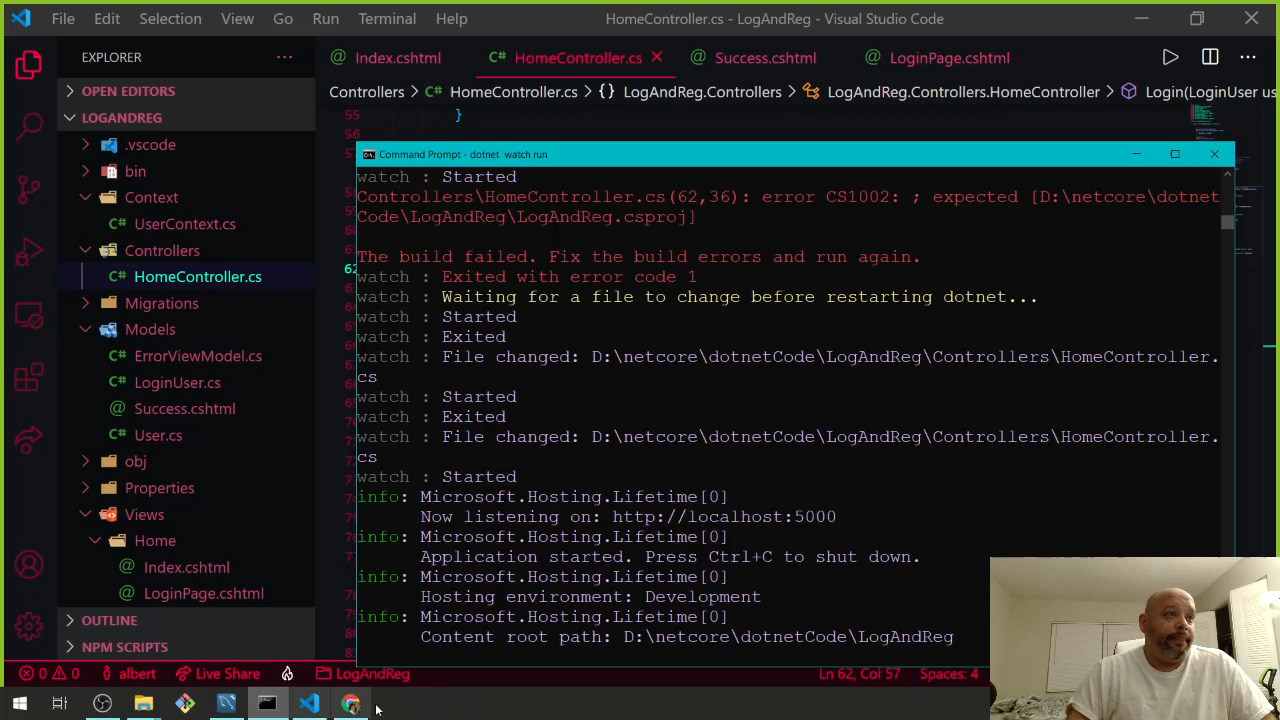 File Edit Selection View Go Run Terminal Help HomeController.cs - LogAndReg - Visual Studio Code
EXPLORER
Index.cshtml HomeController.cs Success.cshtml LoginPage.cshtml
OPEN EDITORS
Controllers > HomeController.cs > {} LogAndReg.Controllers > LogAndReg.Controllers.HomeController > Login(LoginUser us
LOGANDREG
.vscode
bin
Context
UserContext.cs
Controllers
HomeController.cs
Migrations
Models
ErrorViewModel.cs
LoginUser.cs
Success.cshtml
User.cs
obj
Properties
Views
Home
Index.cshtml
LoginPage.cshtml
OUTLINE
NPM SCRIPTS
55 }
56
Command Prompt - dotnet watch run
watch : Started
Controllers\HomeController.cs(62,36): error CS1002: ; expected [D:\netcore\dotnet
Code\LogAndReg\LogAndReg.csproj]
The build failed. Fix the build errors and run again.
watch : Exited with error code 1
watch : Waiting for a file to change before restarting dotnet...
watch : Started
watch : Exited
watch : File changed: D:\netcore\dotnetCode\LogAndReg\Controllers\HomeController.
cs
watch : Started
watch : Exited
watch : File changed: D:\netcore\dotnetCode\LogAndReg\Controllers\HomeController.
cs
watch : Started
info: Microsoft.Hosting.Lifetime[0]
Now listening on: http://localhost:5000
info: Microsoft.Hosting.Lifetime[0]
Application started. Press Ctrl+C to shut down.
info: Microsoft.Hosting.Lifetime[0]
Hosting environment: Development
info: Microsoft.Hosting.Lifetime[0]
Content root path: D:\netcore\dotnetCode\LogAndReg
0 0 albert Live Share LogAndReg Ln 62, Col 57 Spaces: 4